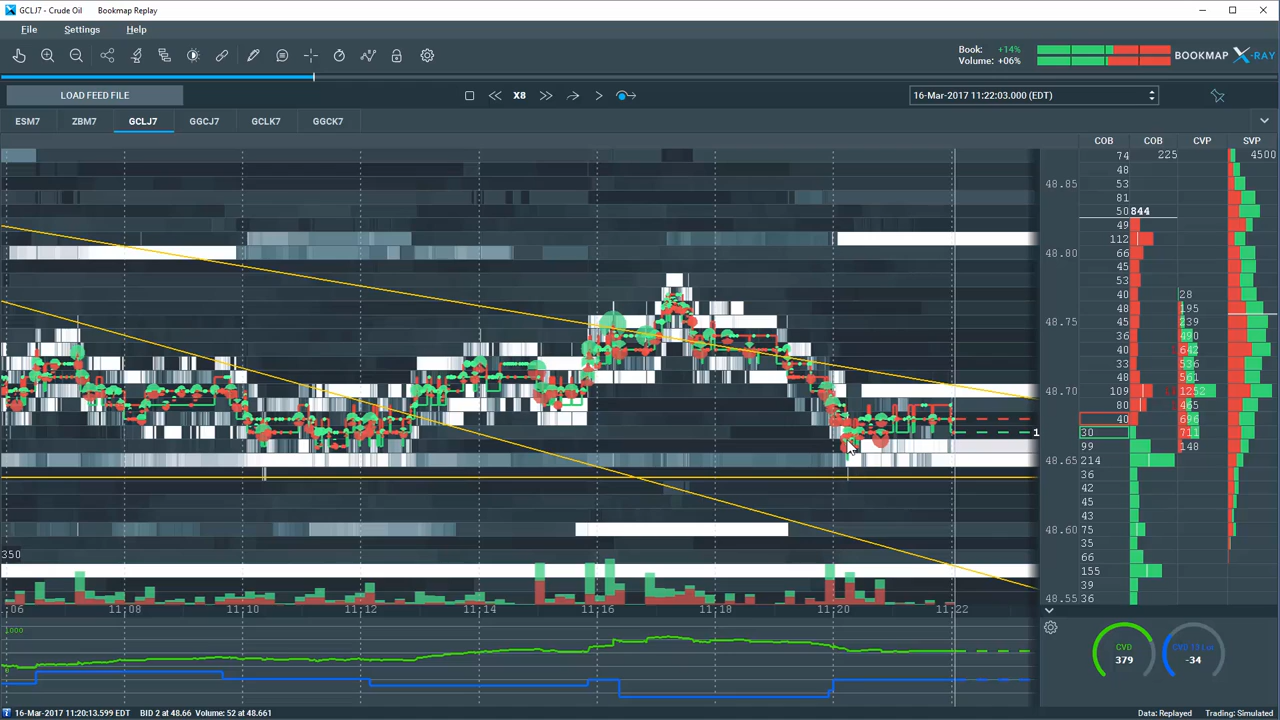 GCLJ7 - Crude Oil Bookmap Replay
File Settings Help
Book: +14%
Volume: +06%
BOOKMAP X-RAY
LOAD FEED FILE
X8
16-Mar-2017 11:22:03.000 (EDT)
ESM7 ZBM7 GCLJ7 GGCJ7 GCLK7 GGCK7
COB COB CVP SVP
74 225 4500
48
48.85 53
81
50 844
49
112
48.80 66
45
53
40 28
48 195
48.75 45 239
36 490
40 642
33 536
48 561
48.70 109 1252
80 465
40 696
1 30 711
99 148
48.65 214
36
42
45
43
48.60 75
35
350 66
155
39
48.55 36
:06 11:08 11:10 11:12 11:14 11:16 11:18 11:20 11:22
1000
0
CVD
379
-34
16-Mar-2017 11:20:13.599 EDT BID 2 at 48.66 Volume: 52 at 48.661
Data: Replayed Trading: Simulated